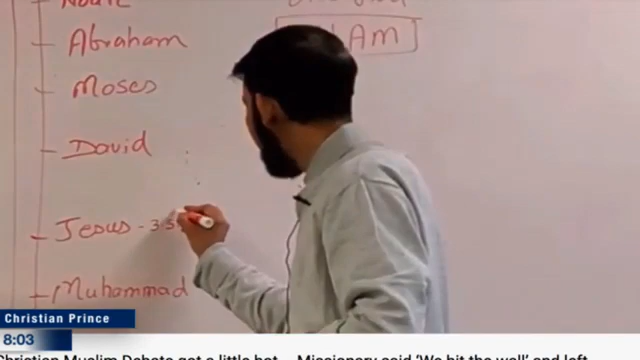 Abraham
Am
Moses
David
Jesus - 3.5
Muhammad
Christian Prince
8:03
Christian Muslim Debate got a little hot... Missionary said 'We hit the wall' and left